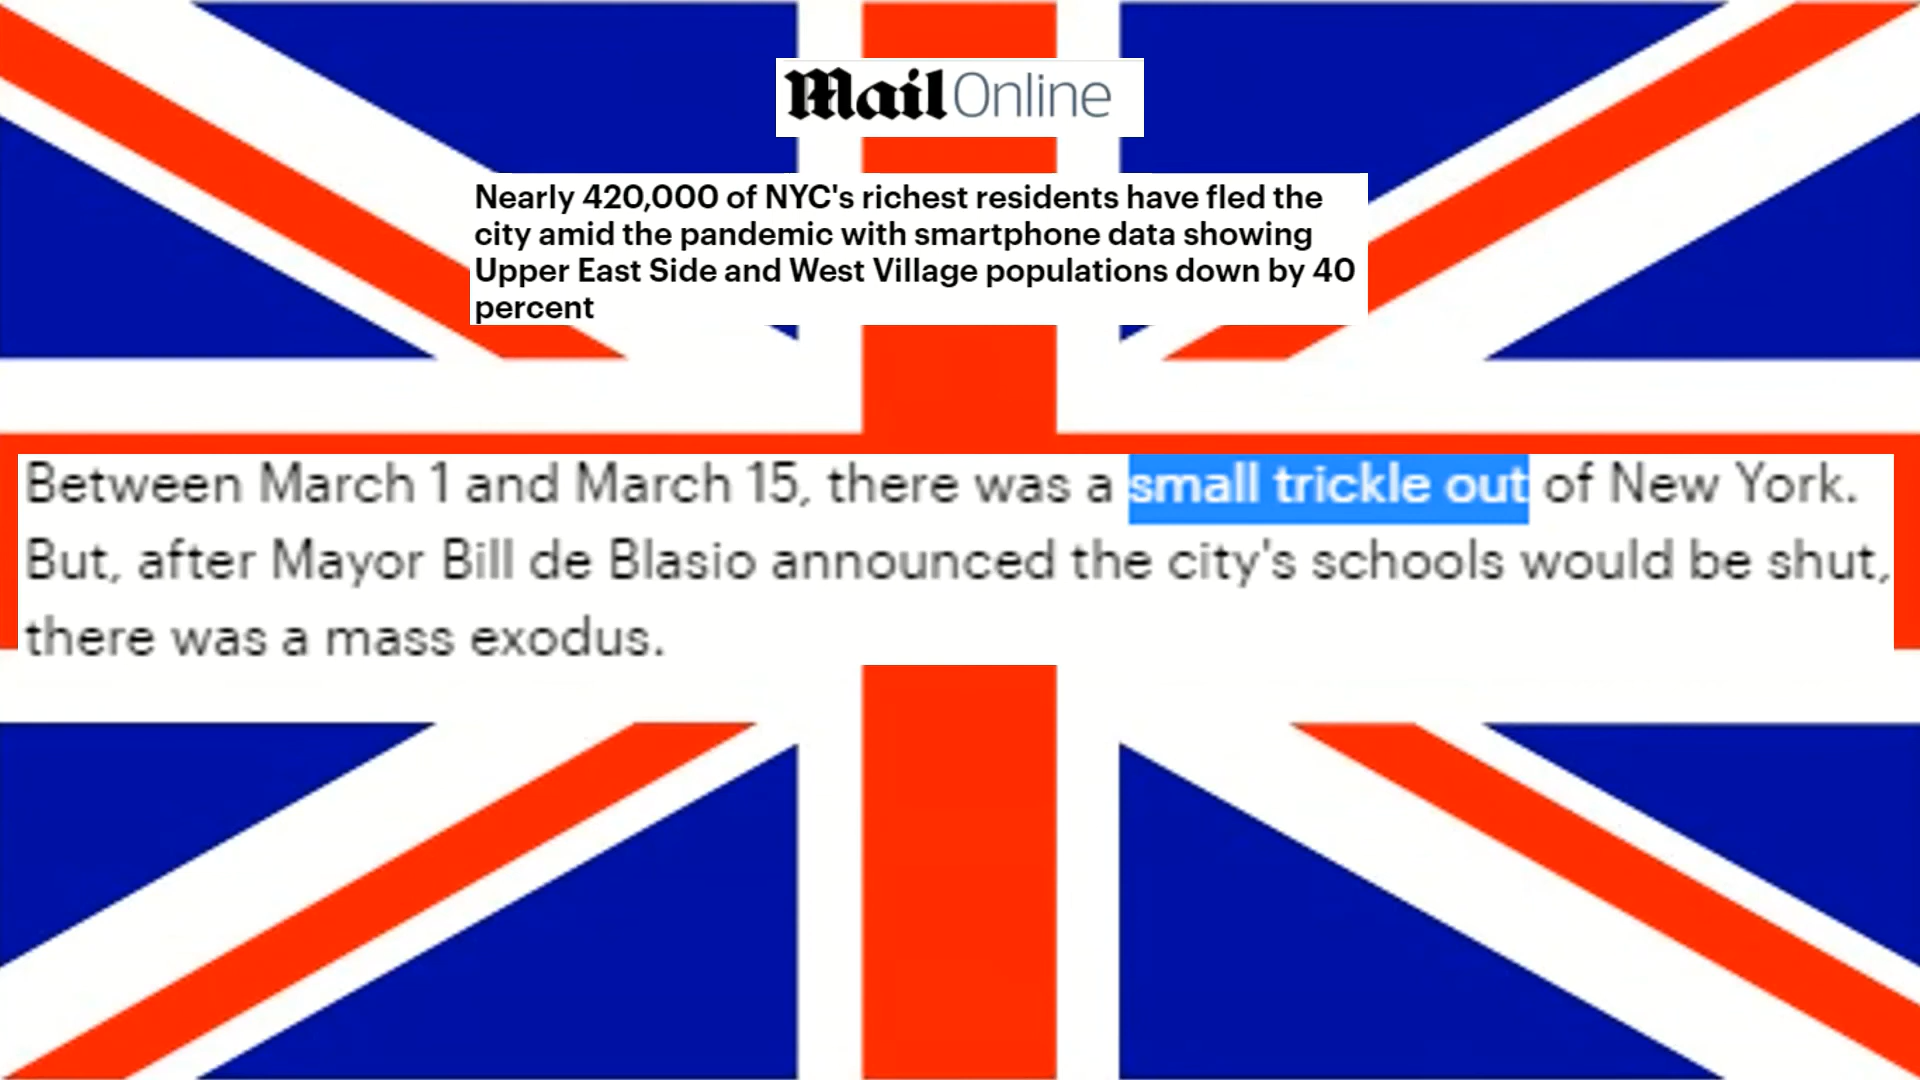 Mail Online
Nearly 420,000 of NYC's richest residents have fled the
city amid the pandemic with smartphone data showing
Upper East Side and West Village populations down by 40
percent
Between March 1 and March 15, there was a small trickle out of New York.
But, after Mayor Bill de Blasio announced the city's schools would be shut,
there was a mass exodus.